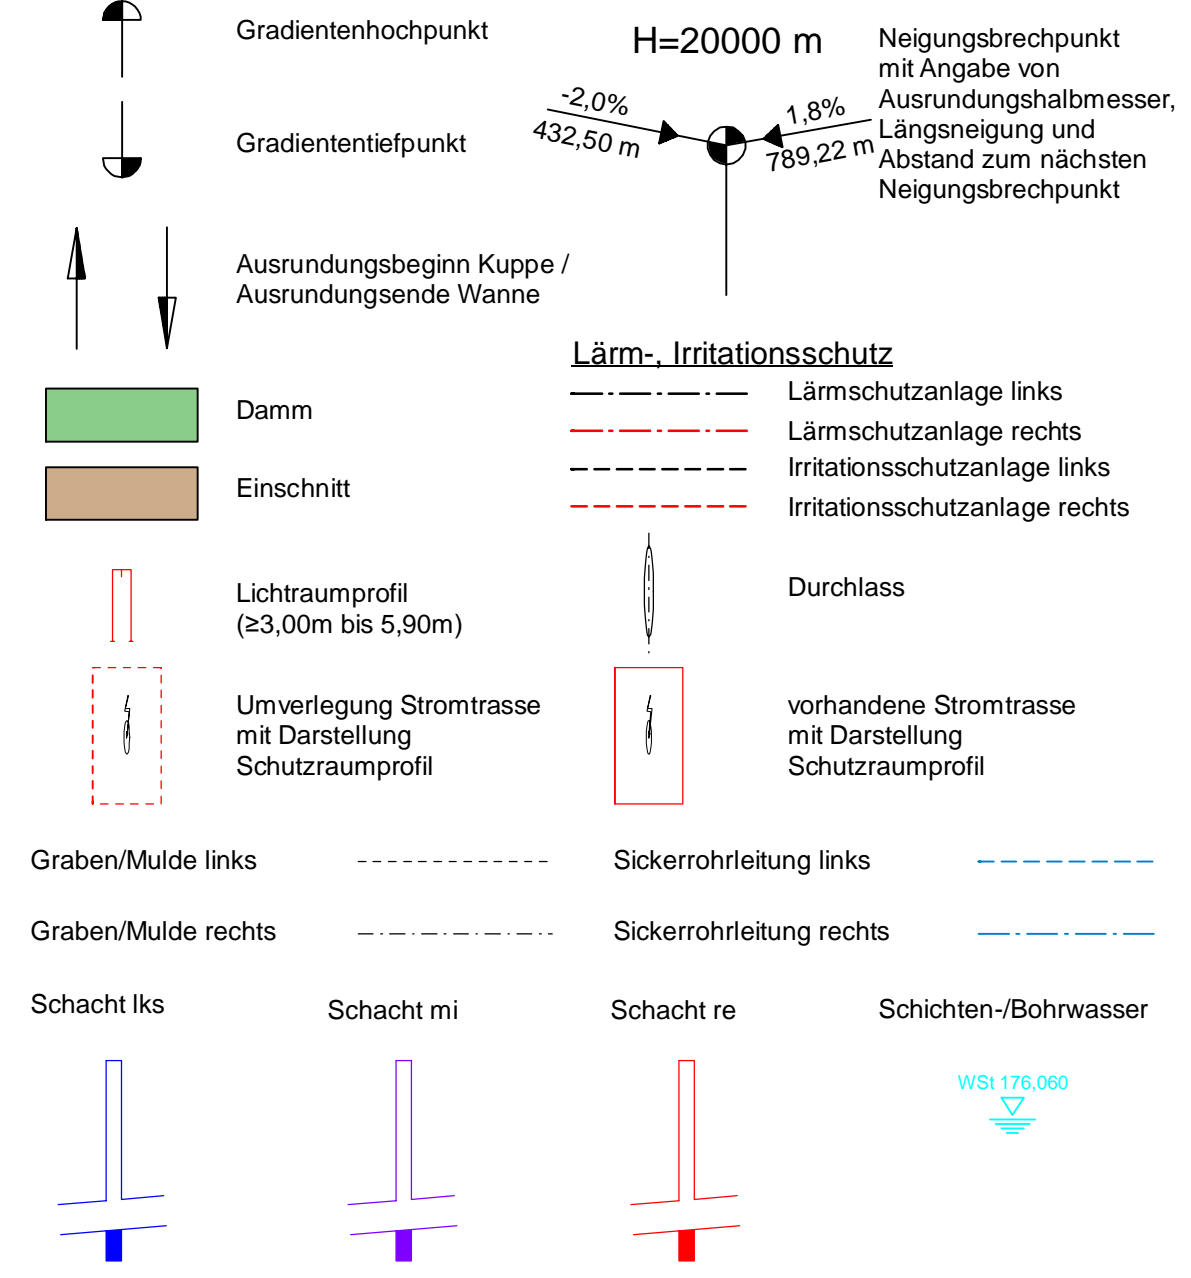 Gradientenhochpunkt
Gradiententiefpunkt
H=20000 m
-2,0%
432,50 m
1,8%
789,22 m
Neigungsbrechpunkt
mit Angabe von
Ausrundungshalbmesser,
Längsneigung und
Abstand zum nächsten
Neigungsbrechpunkt
Ausrundungsbeginn Kuppe /
Ausrundungsende Wanne
Damm
Einschnitt
Lärm-, Irritationsschutz
Lärmschutzanlage links
Lärmschutzanlage rechts
Irritationsschutzanlage links
Irritationsschutzanlage rechts
Lichtraumprofil
(≥3,00m bis 5,90m)
Durchlass
Umverlegung Stromtrasse
mit Darstellung
Schutzraumprofil
vorhandene Stromtrasse
mit Darstellung
Schutzraumprofil
Graben/Mulde links
Sickerrohrleitung links
Graben/Mulde rechts
Sickerrohrleitung rechts
Schacht lks
Schacht mi
Schacht re
Schichten-/Bohrwasser
WSt 176,060